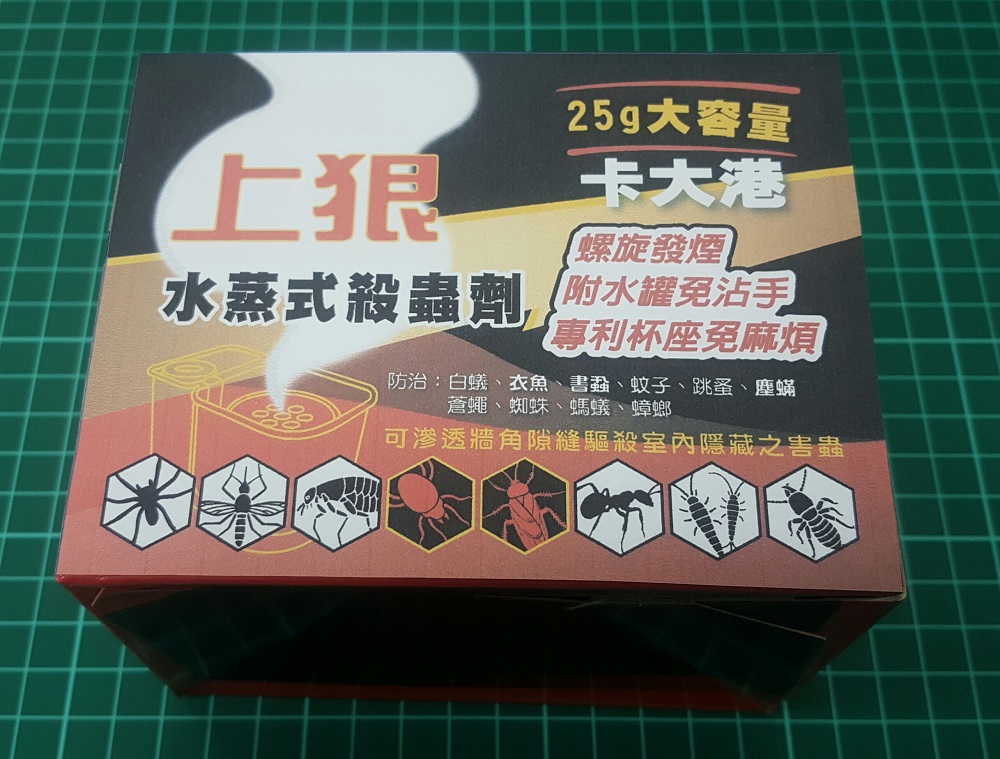 25g大容量
卡大港
上狠
水蒸式殺蟲劑
螺旋發煙
附水罐免沾手
專利杯座免麻煩
防治：白蟻、衣魚、書蝨、蚊子、跳蚤、塵蟎
蒼蠅、蜘蛛、螞蟻、蟑螂
可滲透牆角隙縫驅殺室內隱藏之害蟲